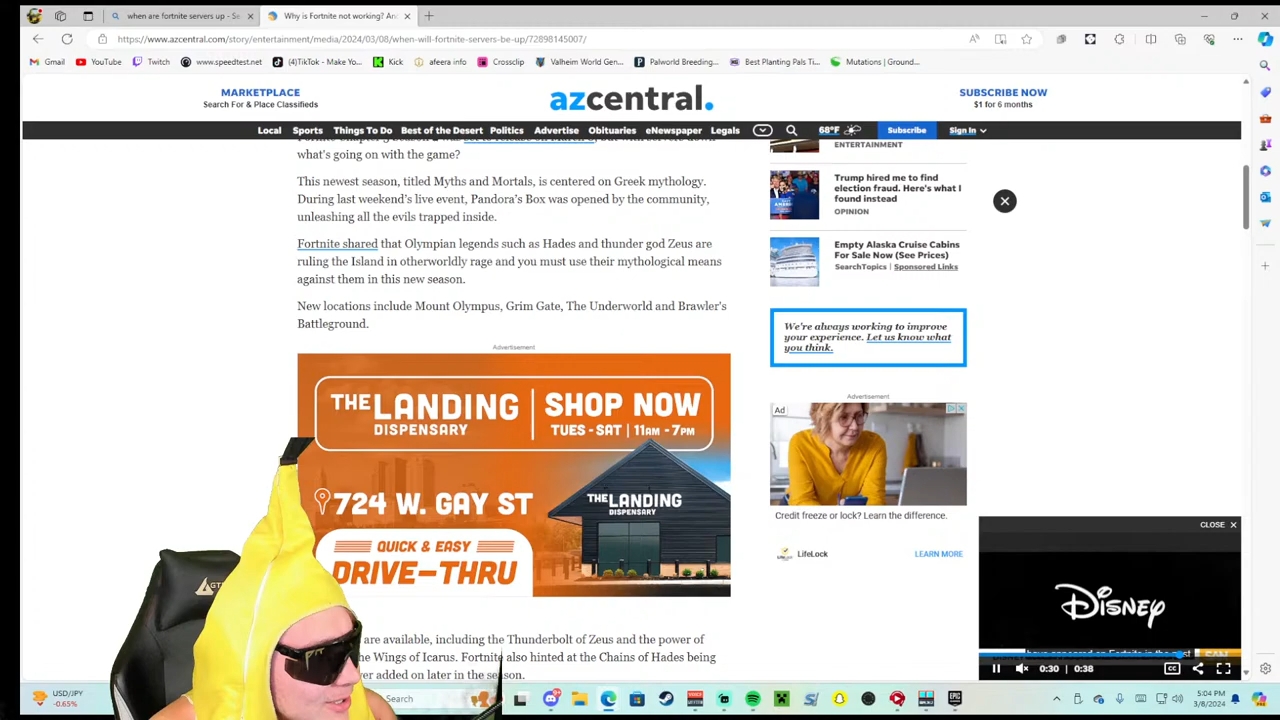 when are fortnite servers up - Se
Why is Fortnite not working? An
https://www.azcentral.com/story/entertainment/media/2024/03/08/when-will-fortnite-servers-be-up/72898145007/
Gmail
YouTube
Twitch
www.speedtest.net
(4)TikTok - Make Yo...
Kick
afeera info
Crossclip
Valheim World Gen...
Palworld Breeding...
Best Planting Pals Ti...
Mutations | Ground...
MARKETPLACE
Search For & Place Classifieds
azcentral.
SUBSCRIBE NOW
$1 for 6 months
Local
Sports
Things To Do
Best of the Desert
Politics
Advertise
Obituaries
eNewspaper
Legals
68°F
Subscribe
Sign In
what's going on with the game?
This newest season, titled Myths and Mortals, is centered on Greek mythology.
During last weekend's live event, Pandora's Box was opened by the community,
unleashing all the evils trapped inside.
Fortnite shared that Olympian legends such as Hades and thunder god Zeus are
ruling the Island in otherworldly rage and you must use their mythological means
against them in this new season.
New locations include Mount Olympus, Grim Gate, The Underworld and Brawler's
Battleground.
Advertisement
THE LANDING
DISPENSARY
SHOP NOW
TUES - SAT | 11AM - 7PM
724 W. GAY ST
THE LANDING
DISPENSARY
QUICK & EASY
DRIVE-THRU
are available, including the Thunderbolt of Zeus and the power of
he Wings of Icarus. Fortnite also hinted at the Chains of Hades being
ver added on later in the season.
ENTERTAINMENT
Trump hired me to find
election fraud. Here's what I
found instead
OPINION
Empty Alaska Cruise Cabins
For Sale Now (See Prices)
SearchTopics | Sponsored Links
We're always working to improve
your experience. Let us know what
you think.
Advertisement
Ad
Credit freeze or lock? Learn the difference.
LifeLock
LEARN MORE
CLOSE
DISNEY
0:30 / 0:38
CC
USD/JPY
-0.65%
Search
5:04 PM
3/8/2024